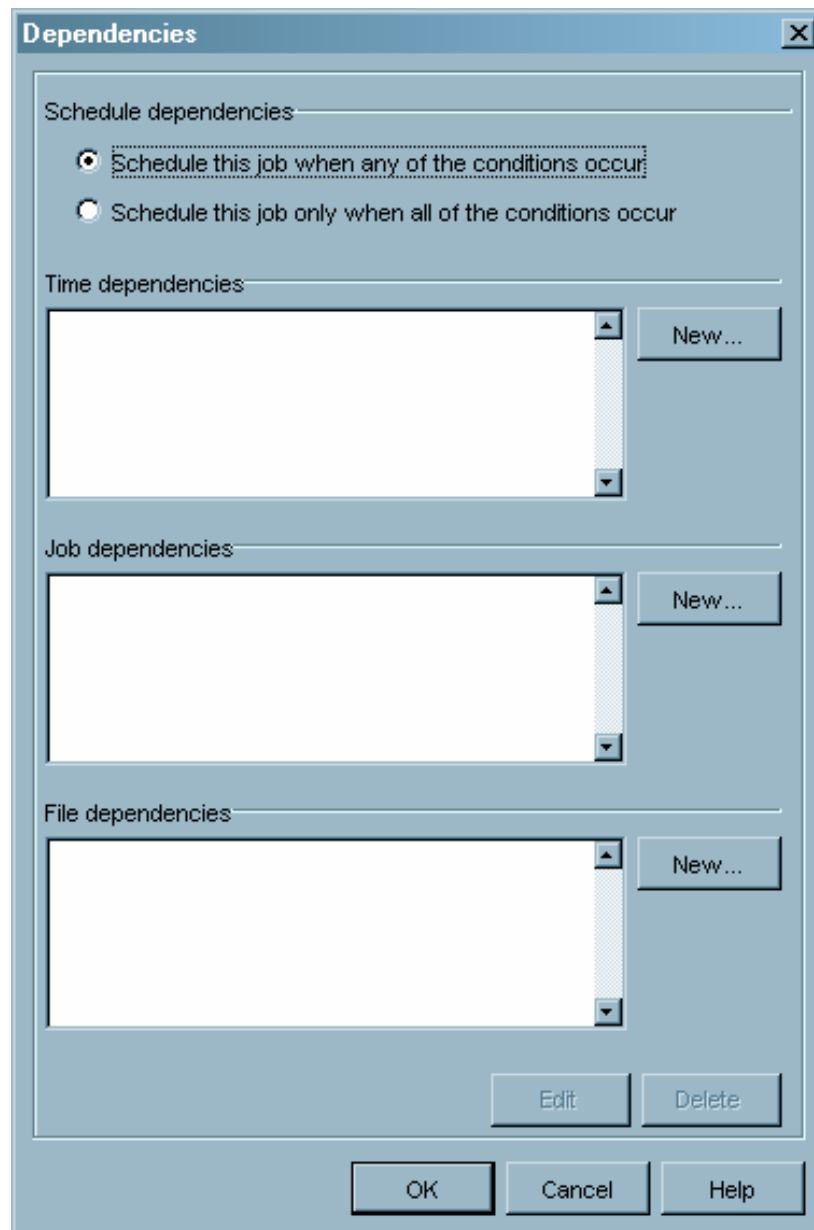 Dependencies
Schedule dependencies
Schedule this job when any of the conditions occur
Schedule this job only when all of the conditions occur
Time dependencies
New...
Job dependencies
New...
File dependencies
New...
Edit Delete
OK Cancel Help